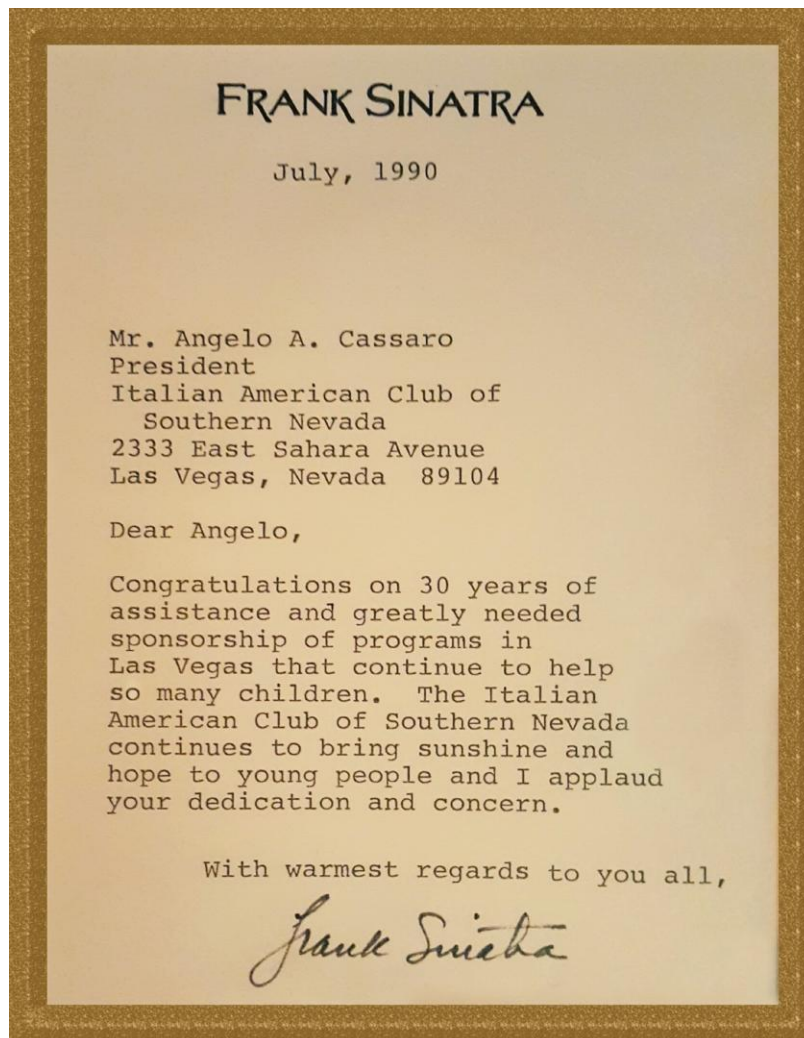 FRANK SINATRA
July, 1990
Mr. Angelo A. Cassaro
President
Italian American Club of
Southern Nevada
2333 East Sahara Avenue
Las Vegas, Nevada 89104
Dear Angelo,
Congratulations on 30 years of
assistance and greatly needed
sponsorship of programs in
Las Vegas that continue to help
so many children. The Italian
American Club of Southern Nevada
continues to bring sunshine and
hope to young people and I applaud
your dedication and concern.
With warmest regards to you all,
Frank Sinatra